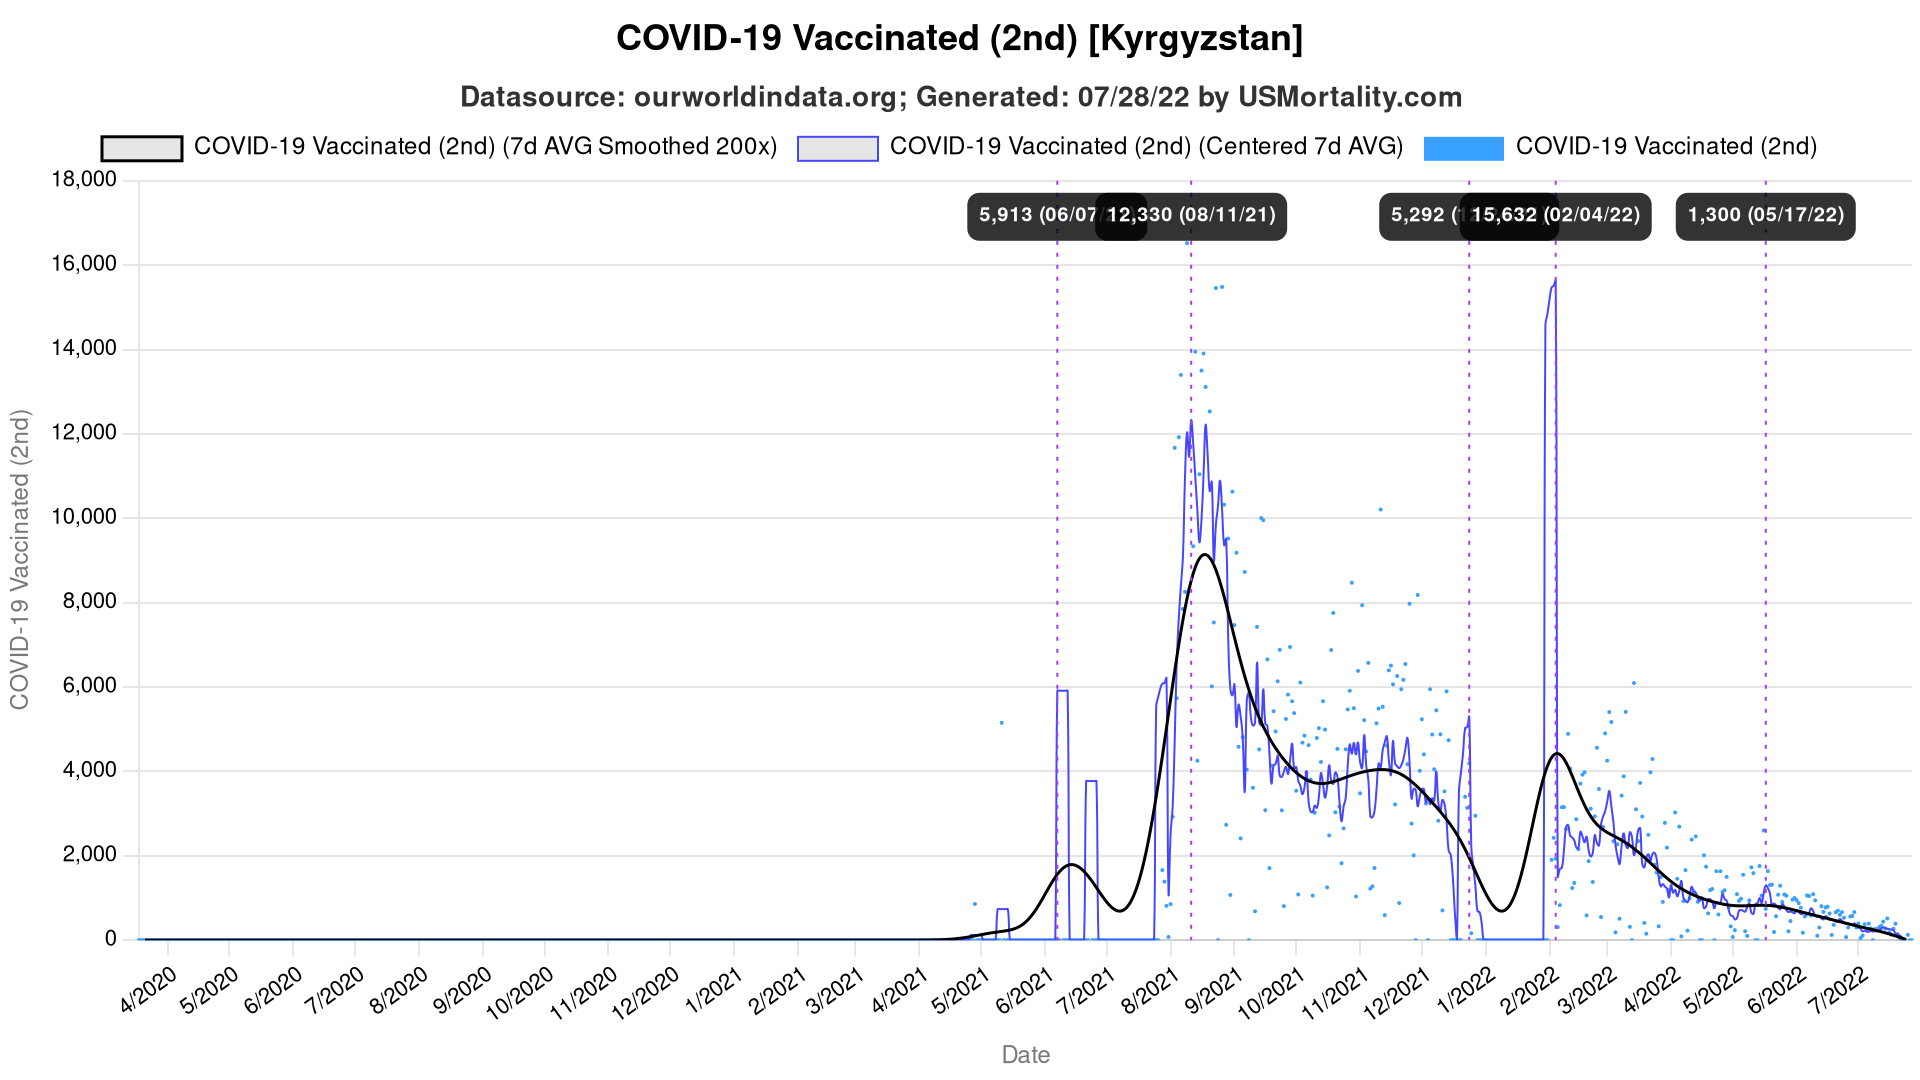 COVID-19 Vaccinated (2nd) [Kyrgyzstan]
Datasource: ourworldindata.org; Generated: 07/28/22 by USMortality.com
COVID-19 Vaccinated (2nd) (7d AVG Smoothed 200x) COVID-19 Vaccinated (2nd) (Centered 7d AVG) COVID-19 Vaccinated (2nd)
18,000
5,913 (06/07/ 12,330 (08/11/21) 5,292 ( 15,632 (02/04/22) 1,300 (05/17/22)
16,000
14,000
12,000
10,000
8,000
6,000
4,000
2,000
0
COVID-19 Vaccinated (2nd)
4/2020 5/2020 6/2020 7/2020 8/2020 9/2020 10/2020 11/2020 12/2020 1/2021 2/2021 3/2021 4/2021 5/2021 6/2021 7/2021 8/2021 9/2021 10/2021 11/2021 12/2021 1/2022 2/2022 3/2022 4/2022 5/2022 6/2022 7/2022
Date